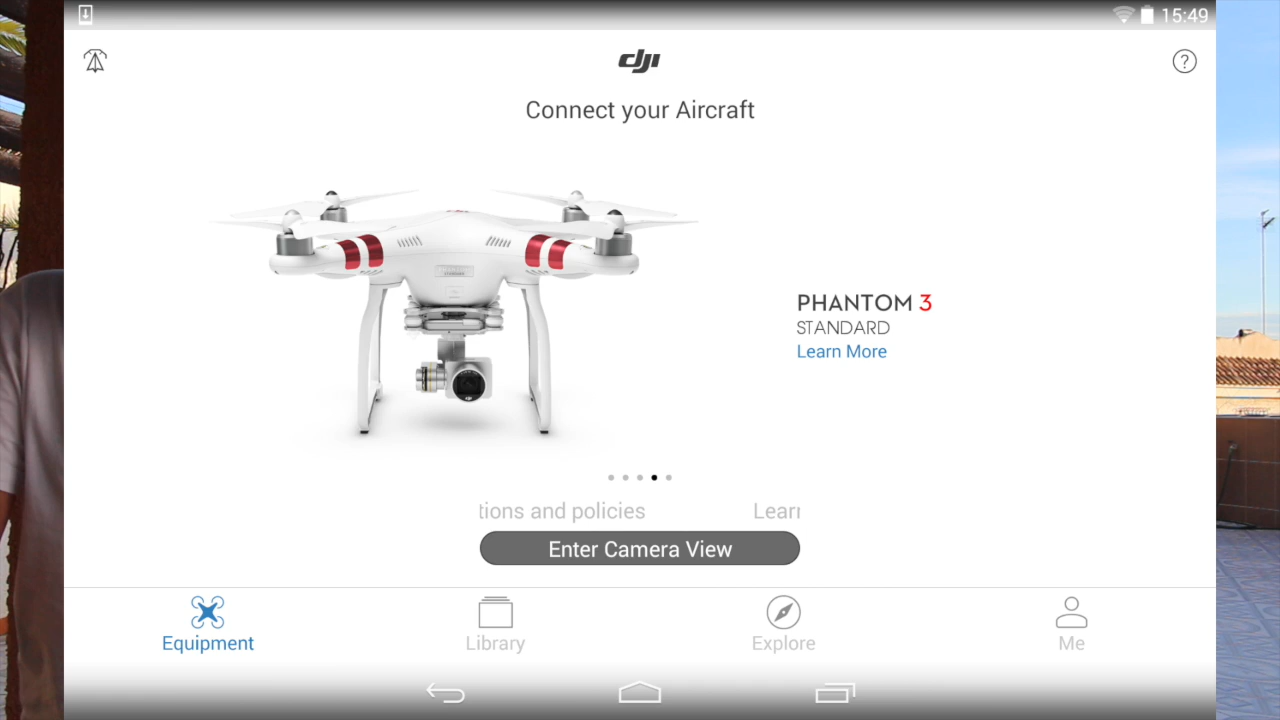 15:49
dji
?
Connect your Aircraft
PHANTOM 3
STANDARD
Learn More
tions and policies Lear
Enter Camera View
Equipment
Library
Explore
Me